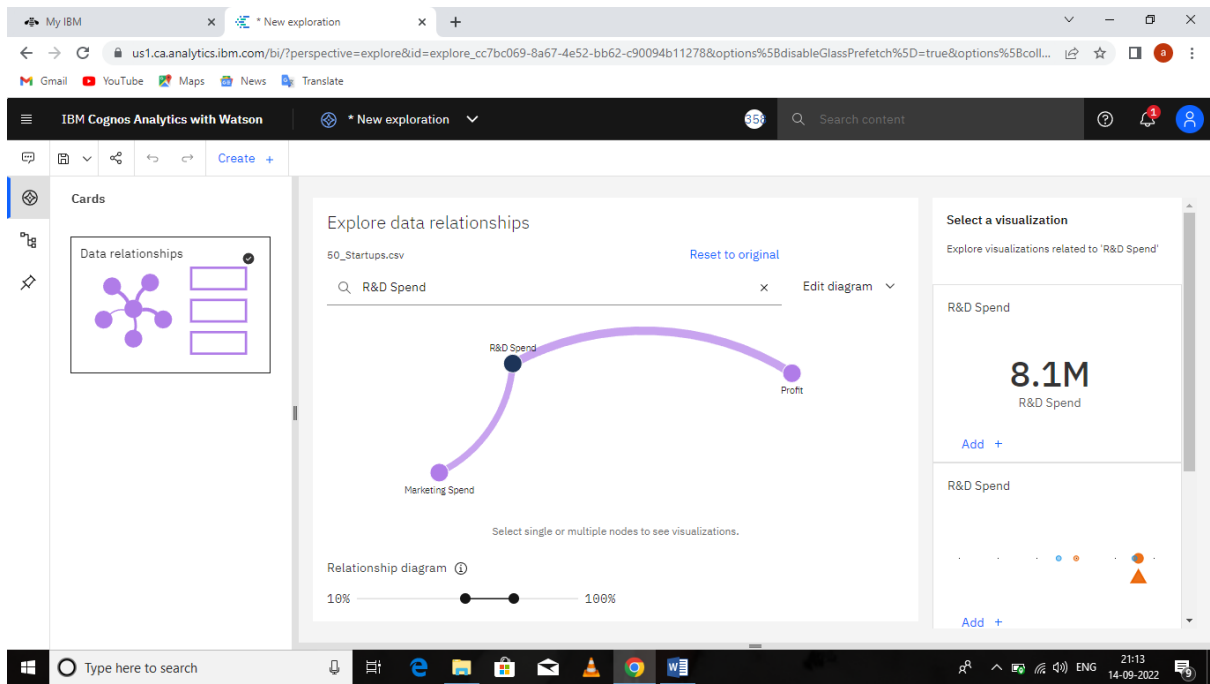 My IBM
* New exploration
us1.ca.analytics.ibm.com/bi/?perspective=explore&id=explore_cc7bc069-8a67-4e52-bb62-c90094b11278&options%5BdisableGlassPrefetch%5D=true&options%5Bcoll...
a
Gmail YouTube Maps News Translate
IBM Cognos Analytics with Watson
* New exploration
358
Search content
1
Create +
Cards
Data relationships
Explore data relationships
50_Startups.csv
Reset to original
R&D Spend
Edit diagram
R&D Spend
Profit
Marketing Spend
Select single or multiple nodes to see visualizations.
Relationship diagram
10% 100%
Select a visualization
Explore visualizations related to 'R&D Spend'
R&D Spend
8.1M
R&D Spend
Add +
R&D Spend
Add +
Type here to search
ENG
21:13
14-09-2022
9